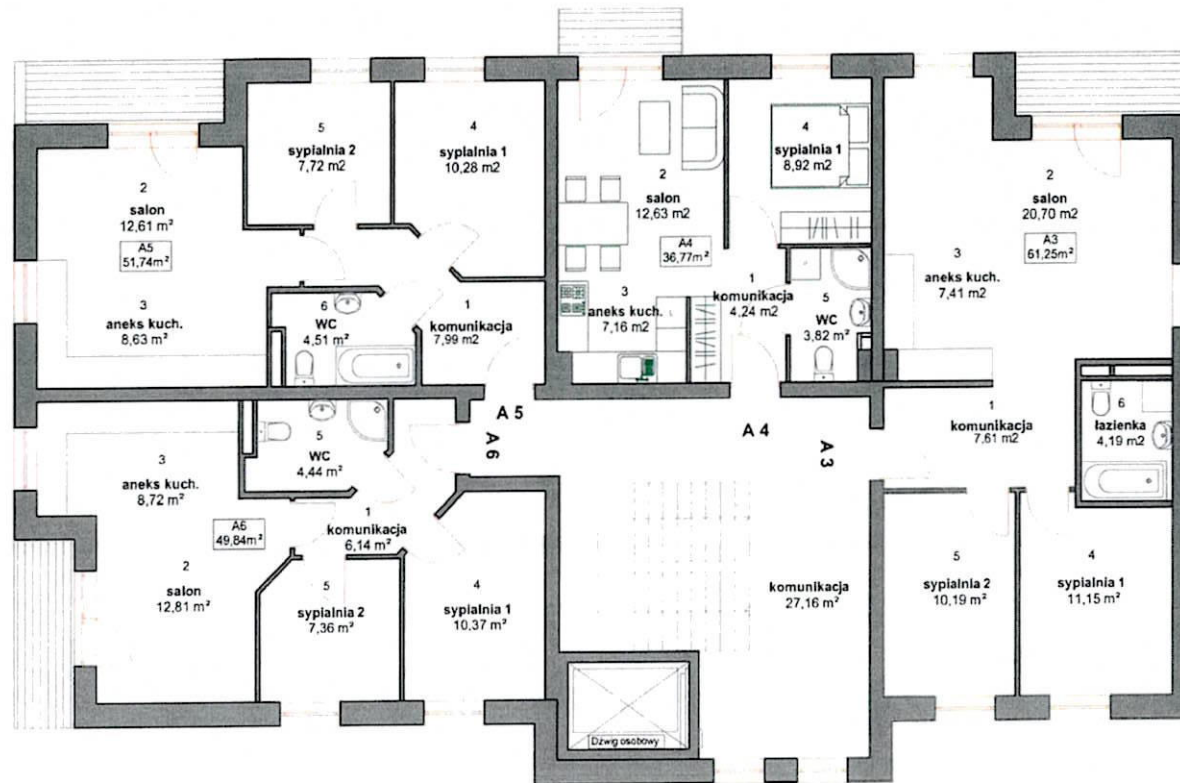 2
salon
12,61 m²
A5
51,74m²
3
aneks kuch.
8,63 m²
5
sypialnia 2
7,72 m2
4
sypialnia 1
10,28 m2
6
WC
4,51 m²
1
komunikacja
7,99 m2
2
salon
12,63 m2
A4
36,77m²
3
aneks kuch.
7,16 m2
4
sypialnia 1
8,92 m2
1
komunikacja
4,24 m2
5
WC
3,82 m²
2
salon
20,70 m2
A3
61,25m²
3
aneks kuch.
7,41 m2
1
komunikacja
7,61 m2
6
łazienka
4,19 m2
5
sypialnia 2
10,19 m2
4
sypialnia 1
11,15 m2
A 5
A 6
A 4
A 3
3
aneks kuch.
8,72 m²
A6
49,84m²
2
salon
12,81 m²
5
WC
4,44 m²
1
komunikacja
6,14 m²
5
sypialnia 2
7,36 m²
4
sypialnia 1
10,37 m2
komunikacja
27,16 m²
Dźwig osobowy